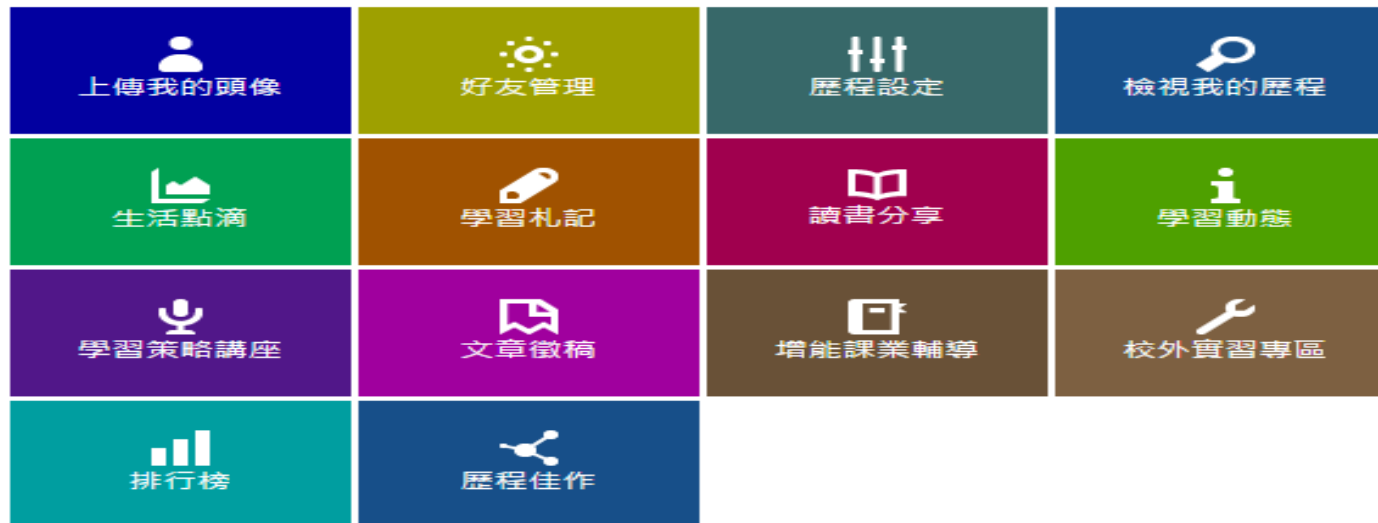 上傳我的頭像
好友管理
歷程設定
檢視我的歷程
生活點滴
學習札記
讀書分享
學習動態
學習策略講座
文章徵稿
增能課業輔導
校外實習專區
排行榜
歷程佳作